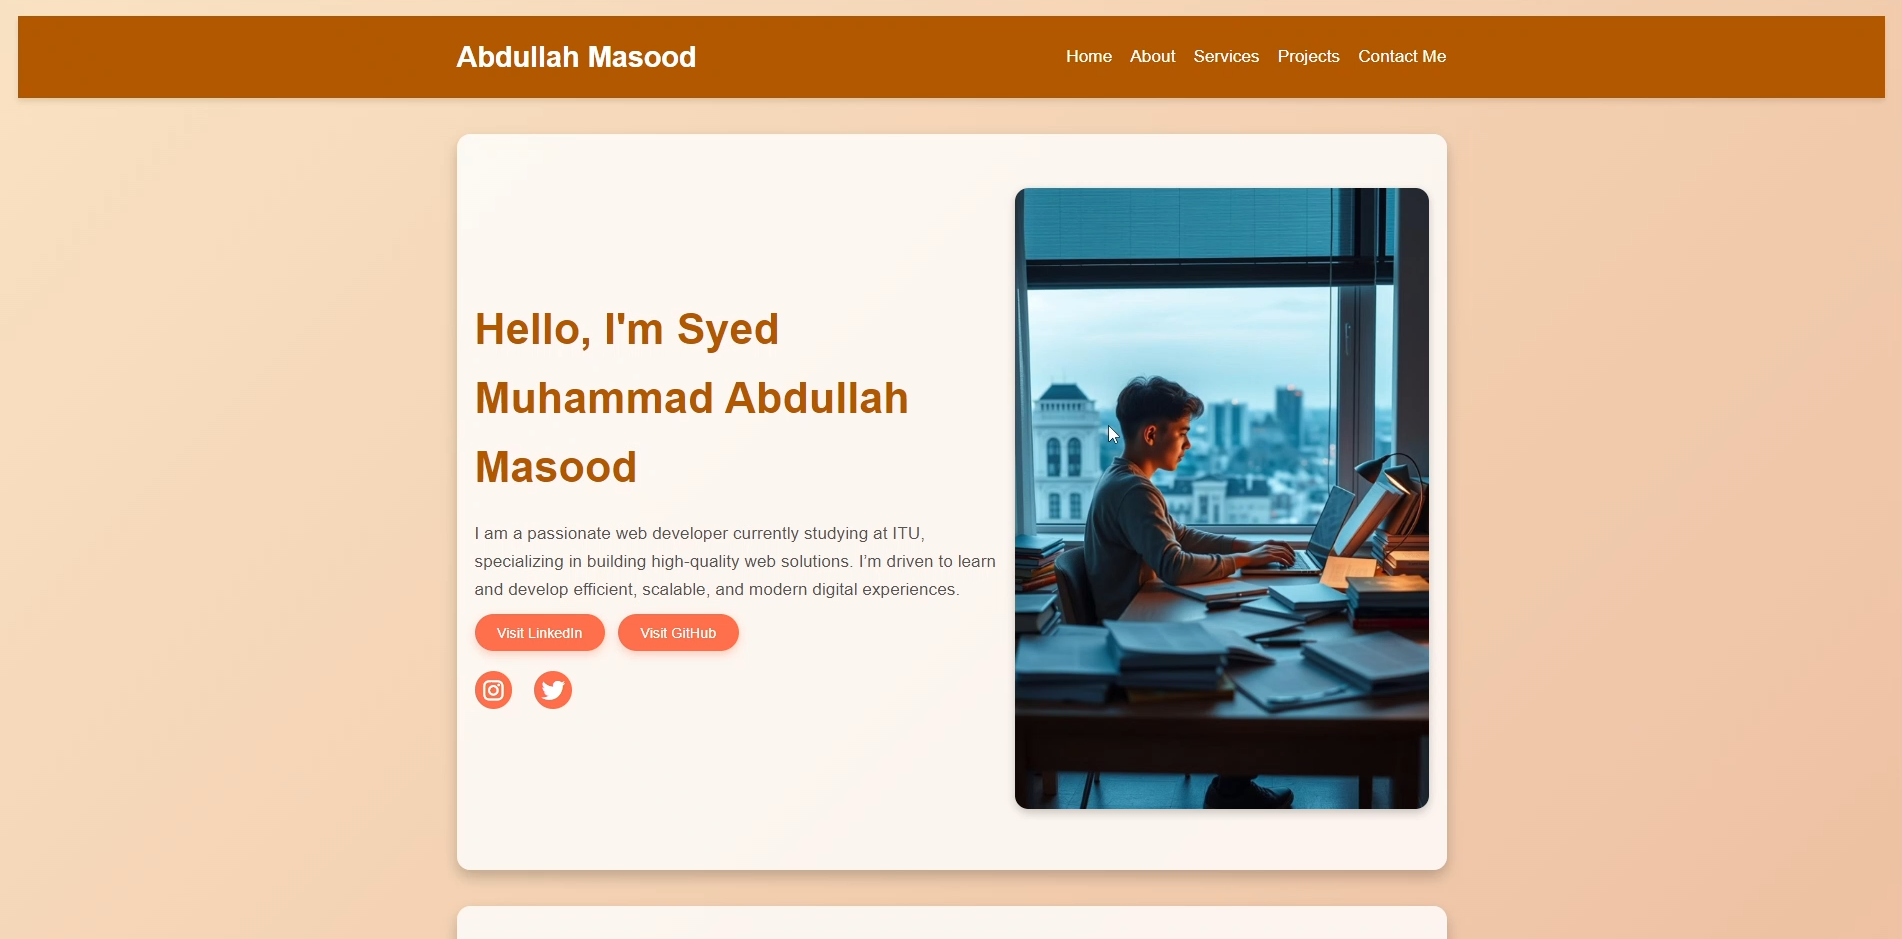 Abdullah Masood
Home About Services Projects Contact Me
Hello, I'm Syed
Muhammad Abdullah
Masood
I am a passionate web developer currently studying at ITU,
specializing in building high-quality web solutions. I’m driven to learn
and develop efficient, scalable, and modern digital experiences.
Visit LinkedIn Visit GitHub